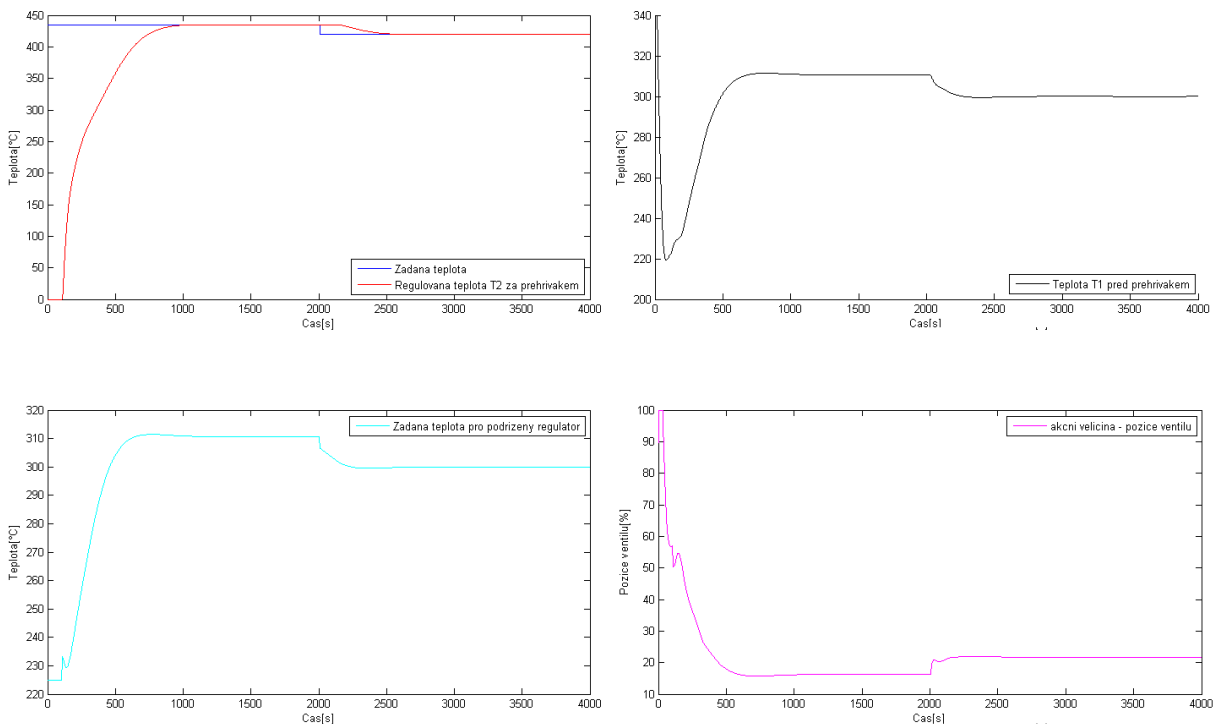 450
400
350
300
250
200
150
100
50
0
Teplota[°C]
0 500 1000 1500 2000 2500 3000 3500 4000
Cas[s]
Zadana teplota
Regulovana teplota T2 za prehrivakem
340
320
300
280
260
240
220
200
Teplota[°C]
0 500 1000 1500 2000 2500 3000 3500 4000
Cas[s]
Teplota T1 pred prehrivakem
320
310
300
290
280
270
260
250
240
230
220
Teplota[°C]
0 500 1000 1500 2000 2500 3000 3500 4000
Cas[s]
Zadana teplota pro podrizeny regulator
100
90
80
70
60
50
40
30
20
10
Pozice ventilu[%]
0 500 1000 1500 2000 2500 3000 3500 4000
Cas[s]
akcni velicina - pozice ventilu